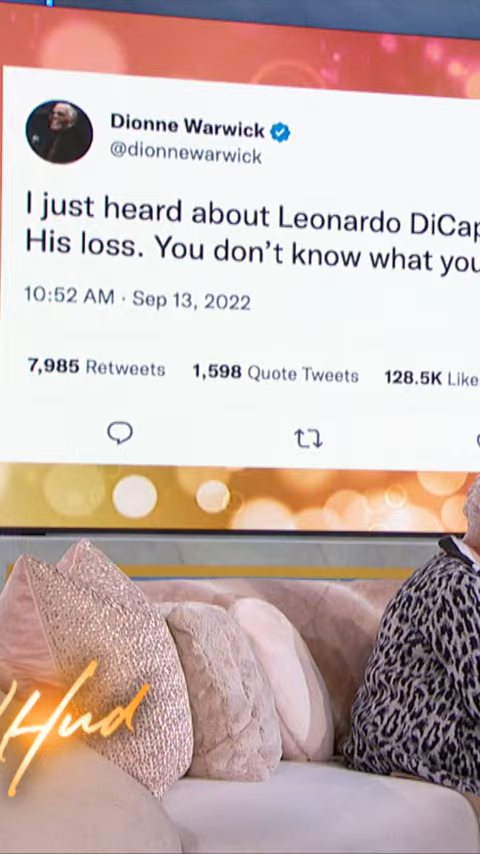 Dionne Warwick
@dionnewarwick
I just heard about Leonardo DiCap
His loss. You don't know what you
10:52 AM · Sep 13, 2022
7,985 Retweets 1,598 Quote Tweets 128.5K Like
Hud